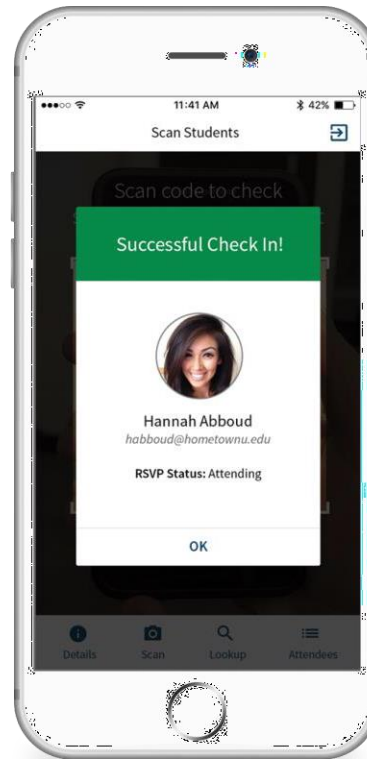 11:41 AM
42%
Scan Students
Scan code to check
Successful Check In!
Hannah Abboud
habboud@hometownu.edu
RSVP Status: Attending
OK
Details
Scan
Lookup
Attendees